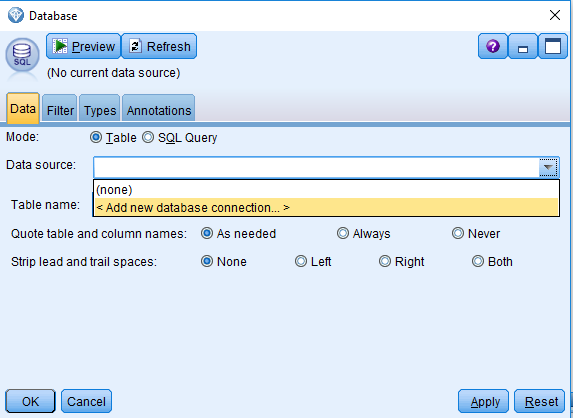 Database
SQL
Preview Refresh ?
(No current data source)
Data Filter Types Annotations
Mode: Table SQL Query
Data source:
(none)
< Add new database connection... >
Table name:
Quote table and column names: As needed Always Never
Strip lead and trail spaces: None Left Right Both
OK Cancel Apply Reset